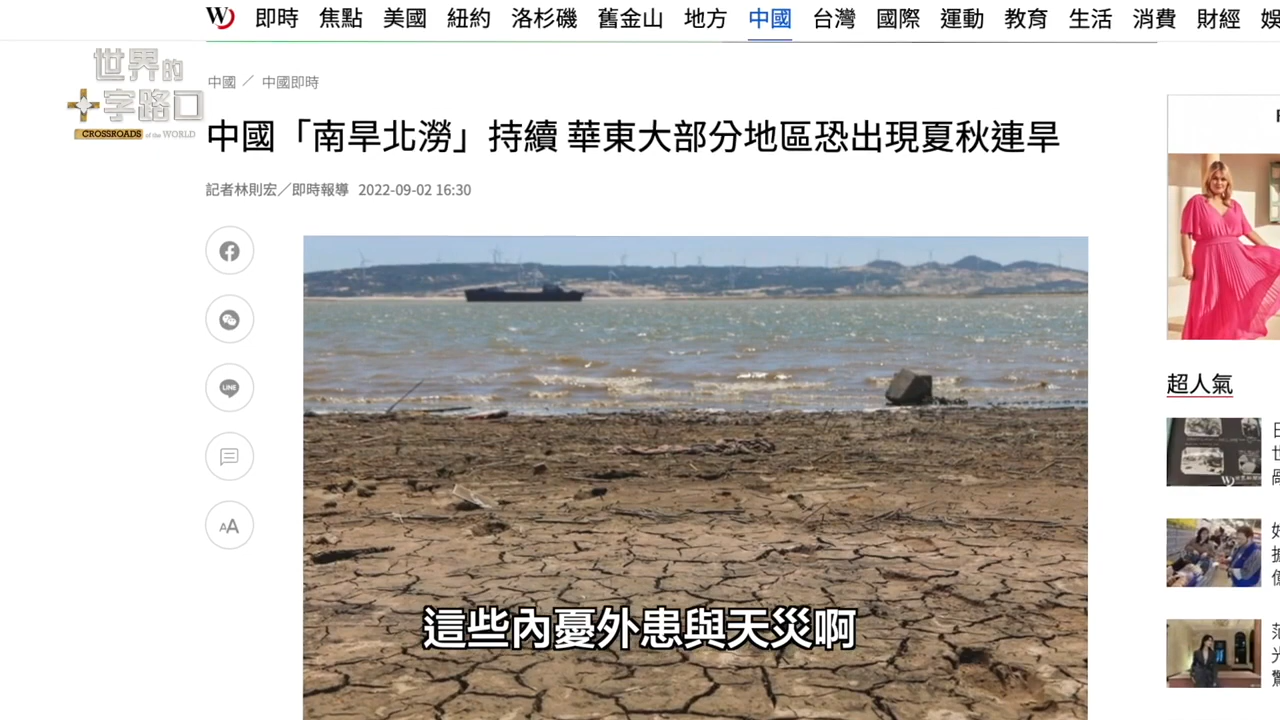 即時 焦點 美國 紐約 洛杉磯 舊金山 地方 中國 台灣 國際 運動 教育 生活 消費 財經
世界的
十字路口
CROSSROADS of the WORLD
中國 ／ 中國即時
中國「南旱北澇」持續 華東大部分地區恐出現夏秋連旱
記者林則宏／即時報導 2022-09-02 16:30
LINE
AA
超人氣
這些內憂外患與天災啊